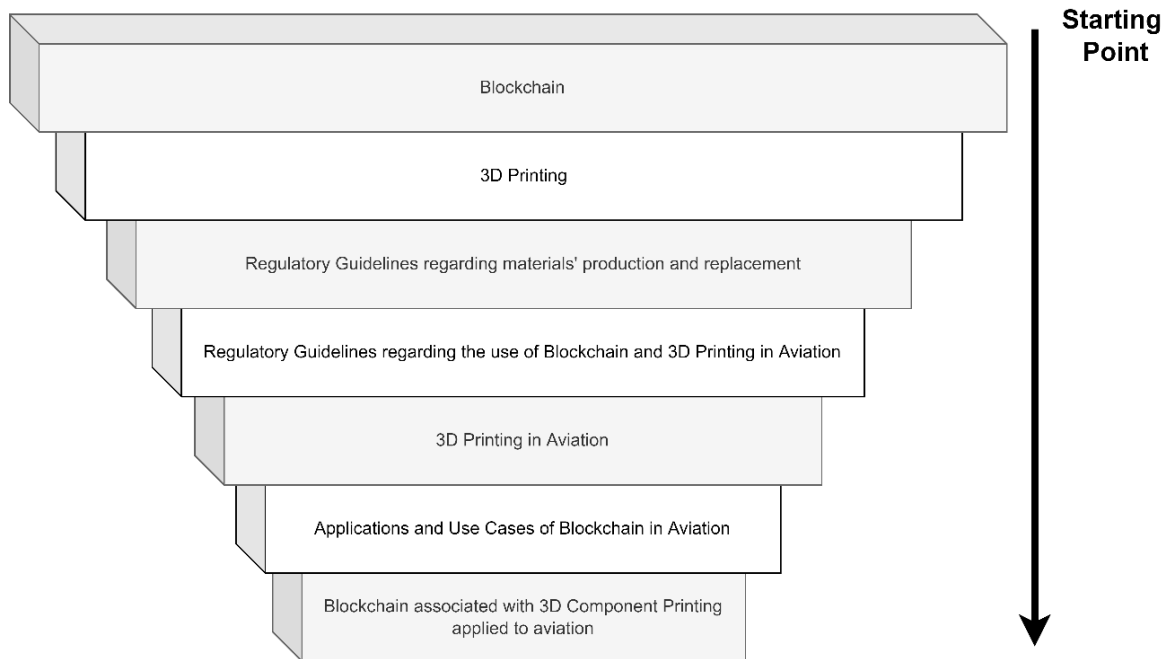 Starting
Point
Blockchain
3D Printing
Regulatory Guidelines regarding materials' production and replacement
Regulatory Guidelines regarding the use of Blockchain and 3D Printing in Aviation
3D Printing in Aviation
Applications and Use Cases of Blockchain in Aviation
Blockchain associated with 3D Component Printing
applied to aviation